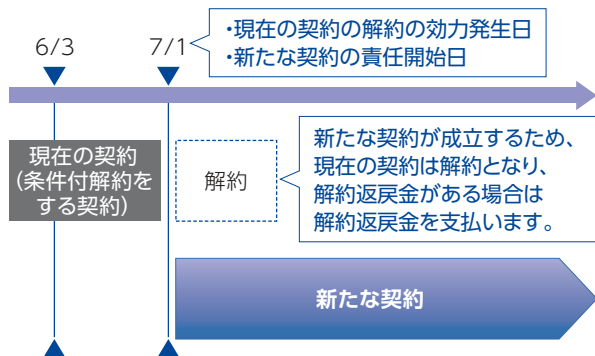 6/3
7/1
・現在の契約の解約の効力発生日
・新たな契約の責任開始日
現在の契約
(条件付解約を
する契約)
解約
新たな契約が成立するため、
現在の契約は解約となり、
解約返戻金がある場合は
解約返戻金を支払います。
新たな契約